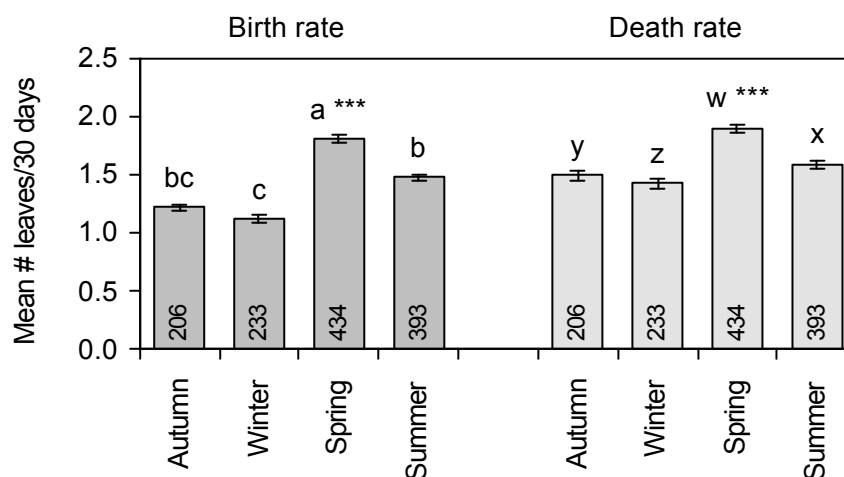 Birth rate Death rate
Mean # leaves/30 days
2.5
2.0
1.5
1.0
0.5
0.0
bc c a *** b y z w *** x
206 233 434 393 206 233 434 393
Autumn Winter Spring Summer Autumn Winter Spring Summer